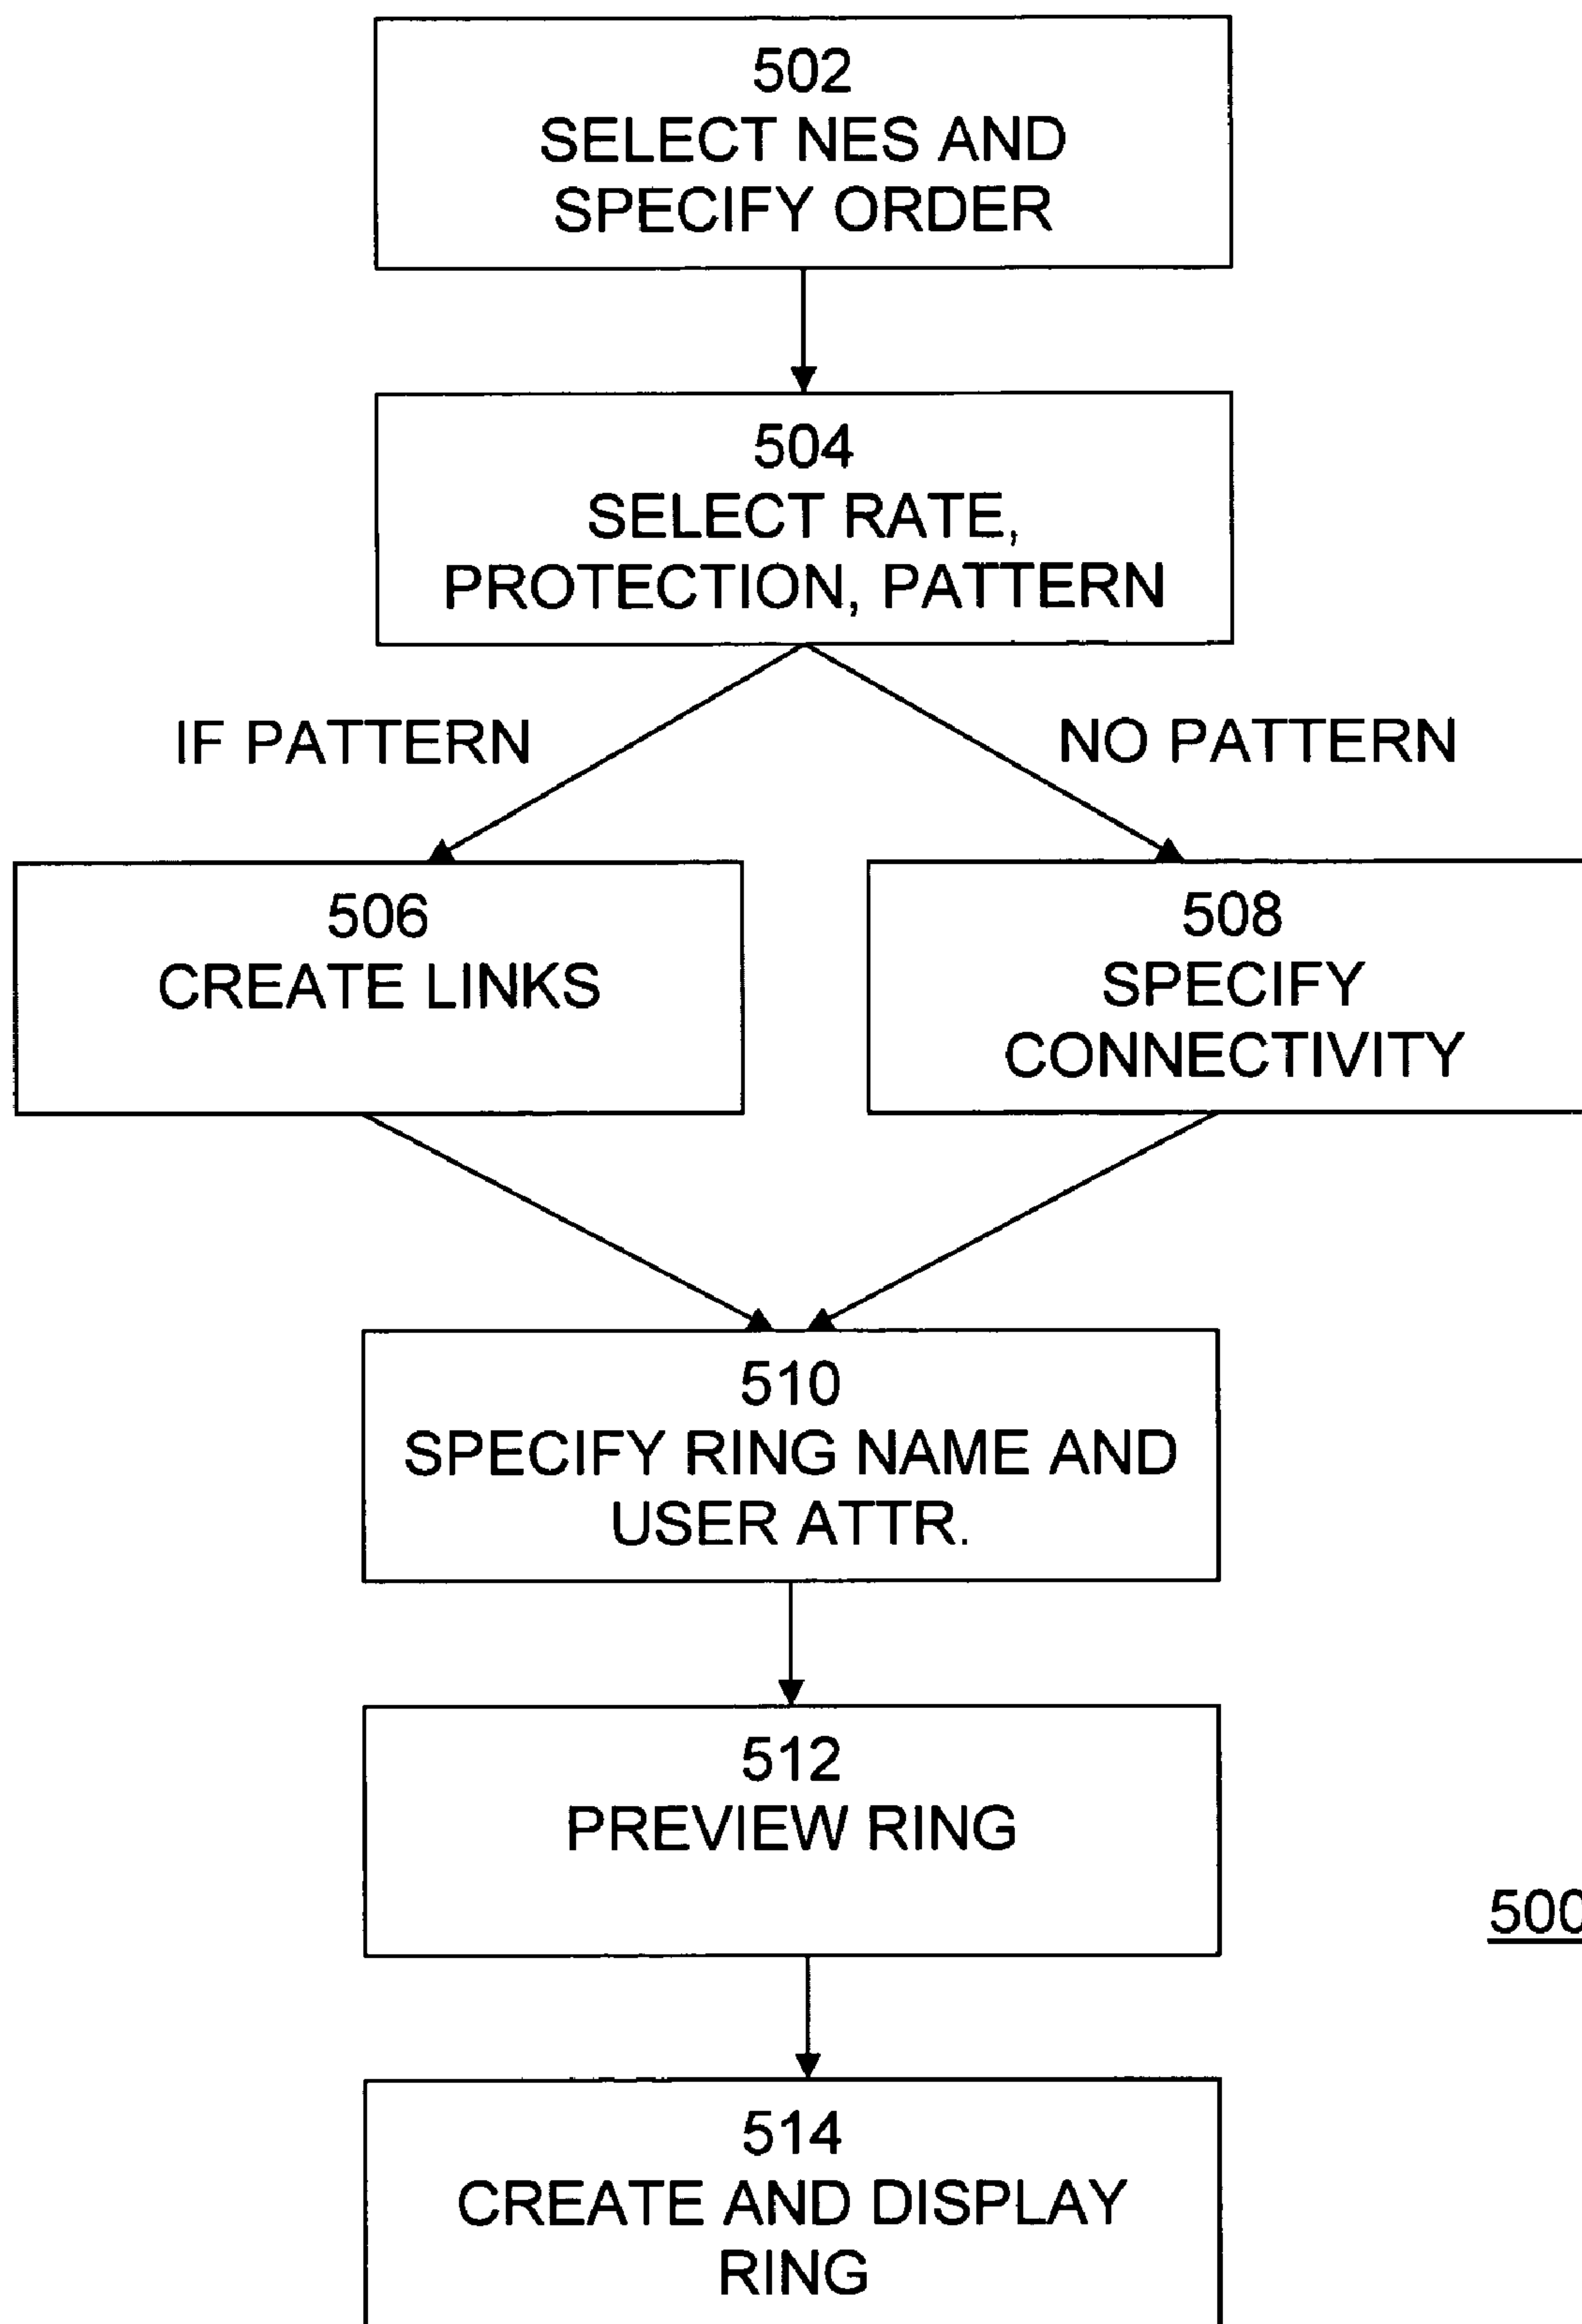 502
SELECT NES AND
SPECIFY ORDER
504
SELECT RATE,
PROTECTION, PATTERN
IF PATTERN
NO PATTERN
506
CREATE LINKS
508
SPECIFY
CONNECTIVITY
510
SPECIFY RING NAME AND
USER ATTR.
512
PREVIEW RING
500
514
CREATE AND DISPLAY
RING